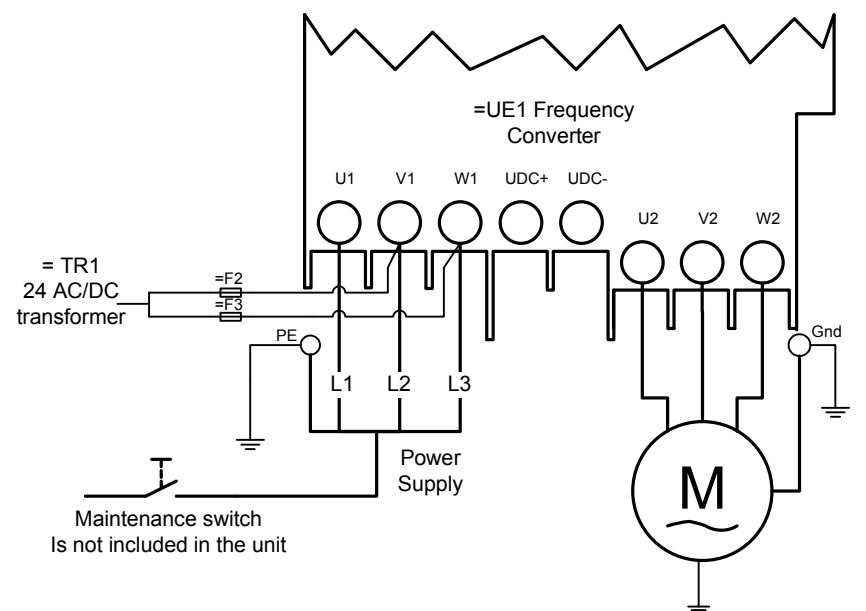 =UE1 Frequency
Converter
U1 V1 W1 UDC+ UDC-
U2 V2 W2
= TR1
24 AC/DC
transformer
=F2
=F3
PE
Gnd
L1 L2 L3
Power
Supply
M
Maintenance switch
Is not included in the unit